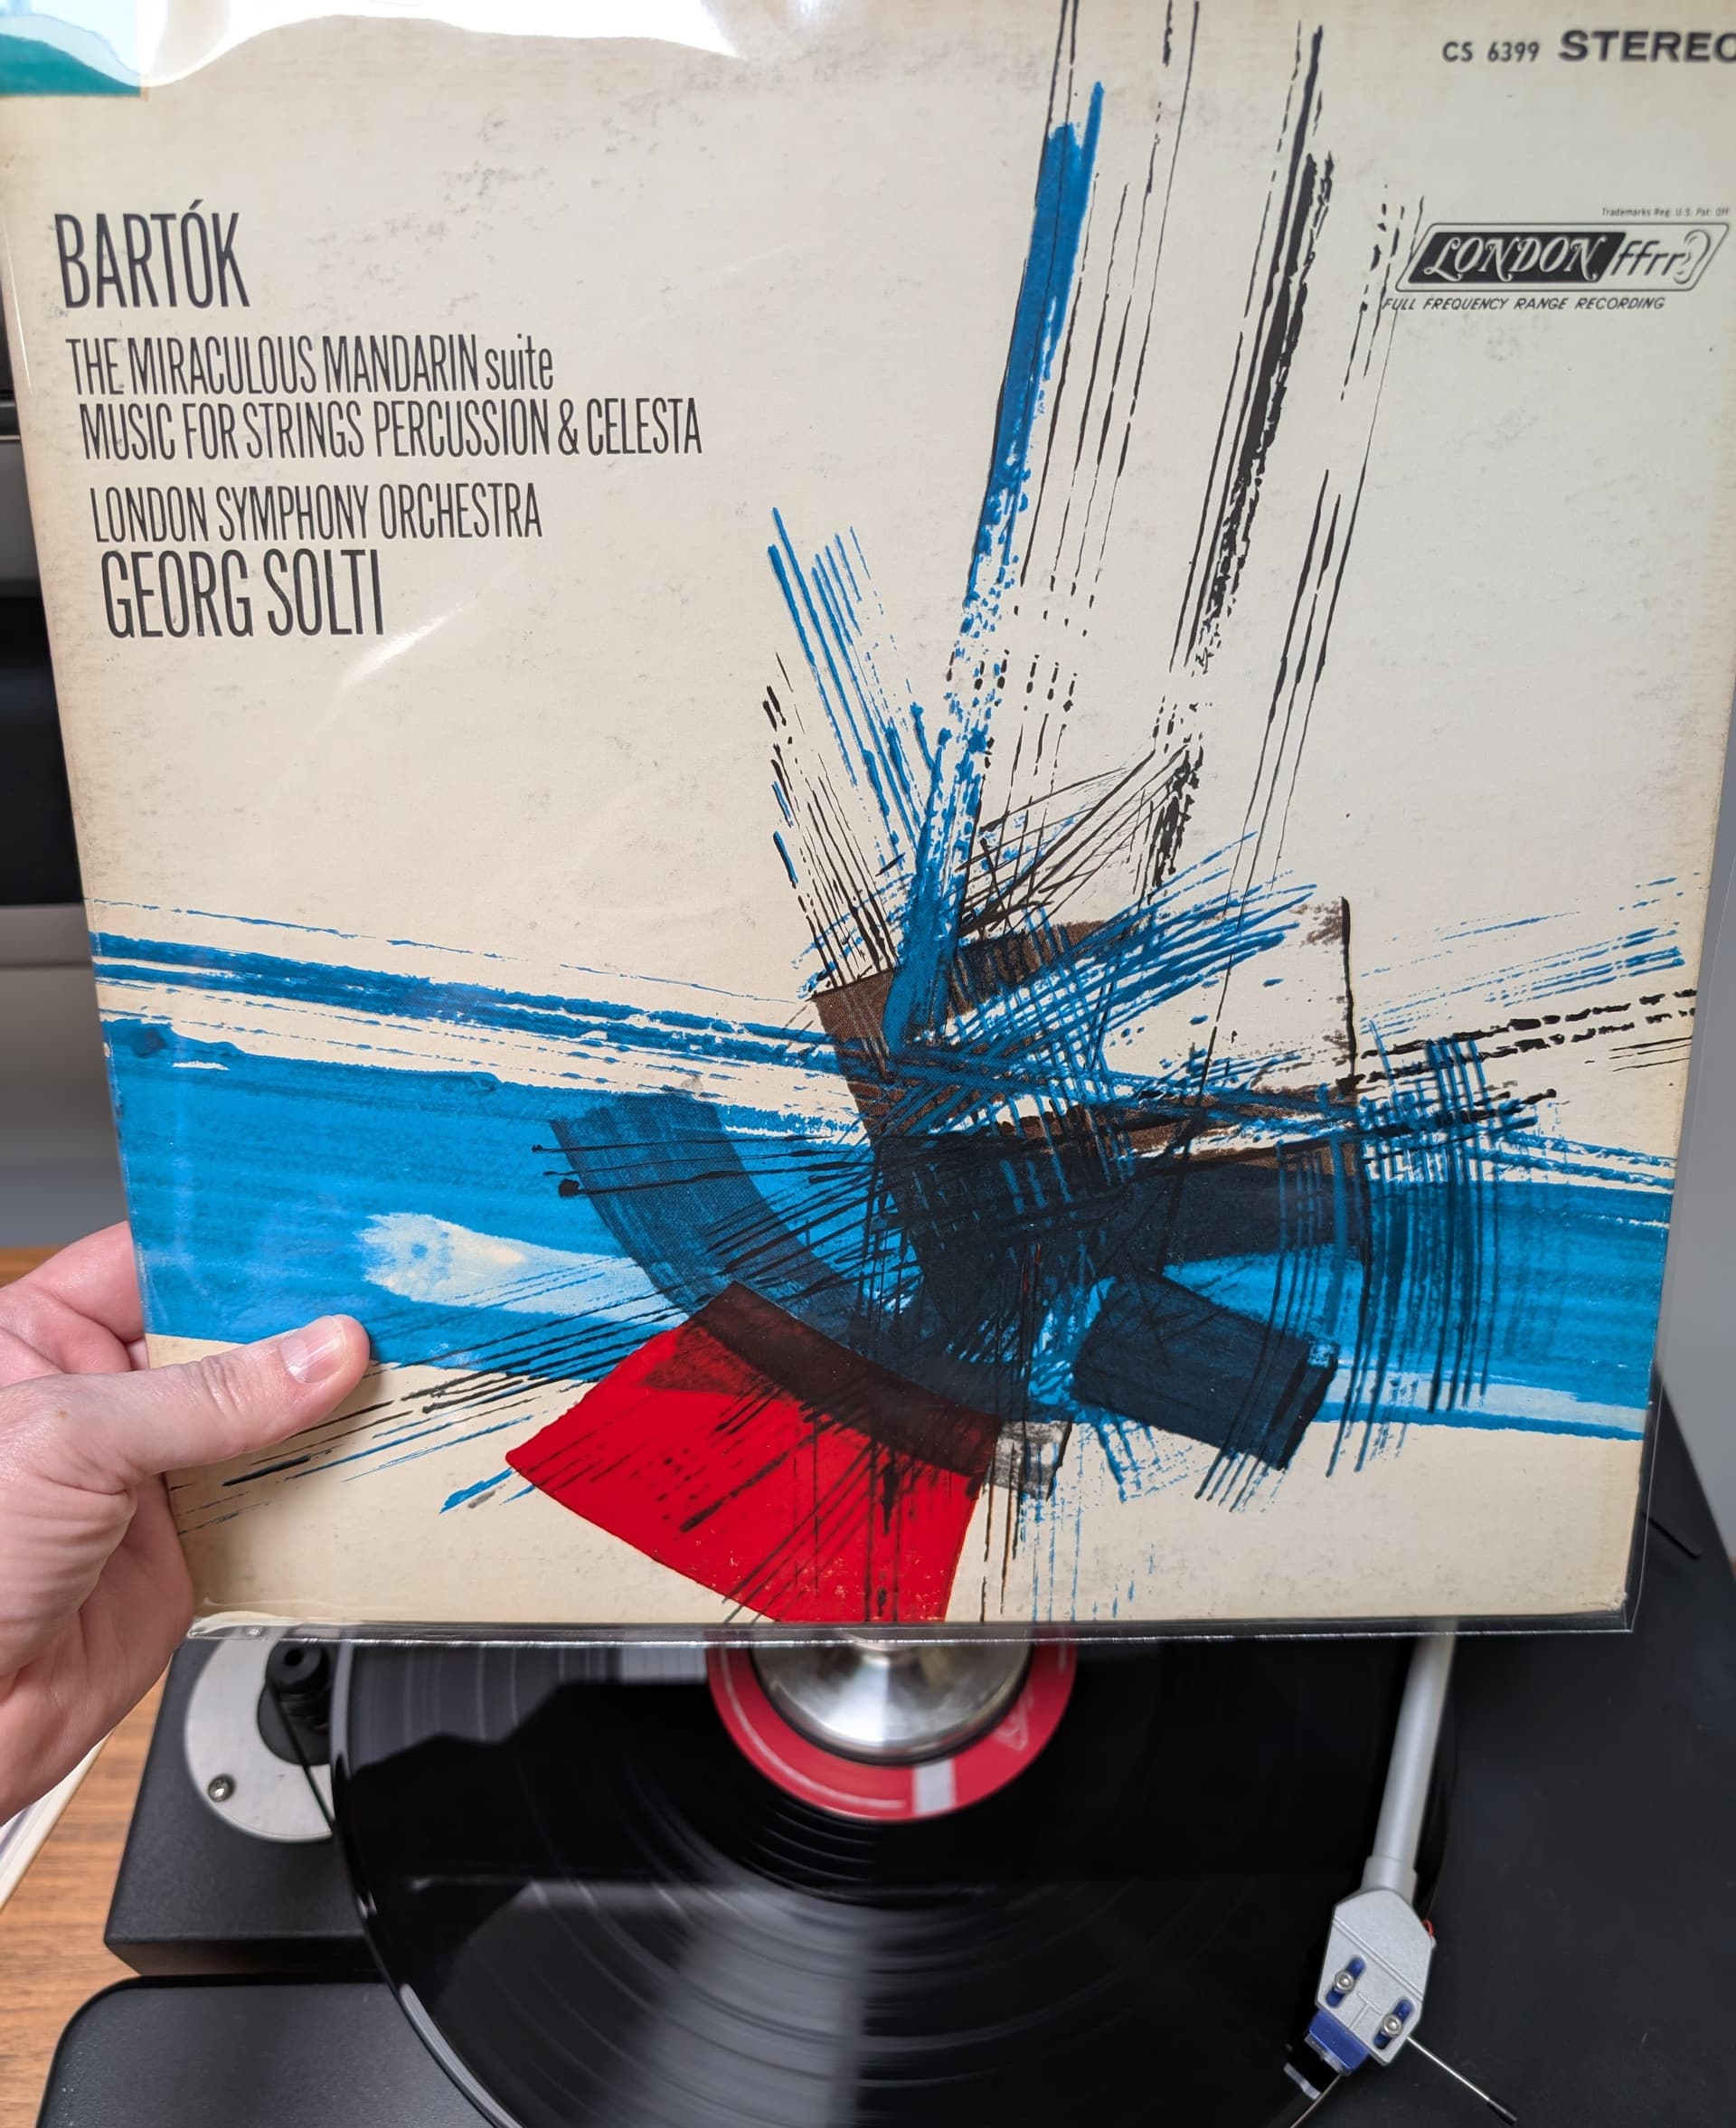 CS 6399 STEREO
Trademarks Reg. U.S. Pat. Off
LONDON ffrr
FULL FREQUENCY RANGE RECORDING
BARTÓK
THE MIRACULOUS MANDARIN suite
MUSIC FOR STRINGS PERCUSSION & CELESTA
LONDON SYMPHONY ORCHESTRA
GEORG SOLTI